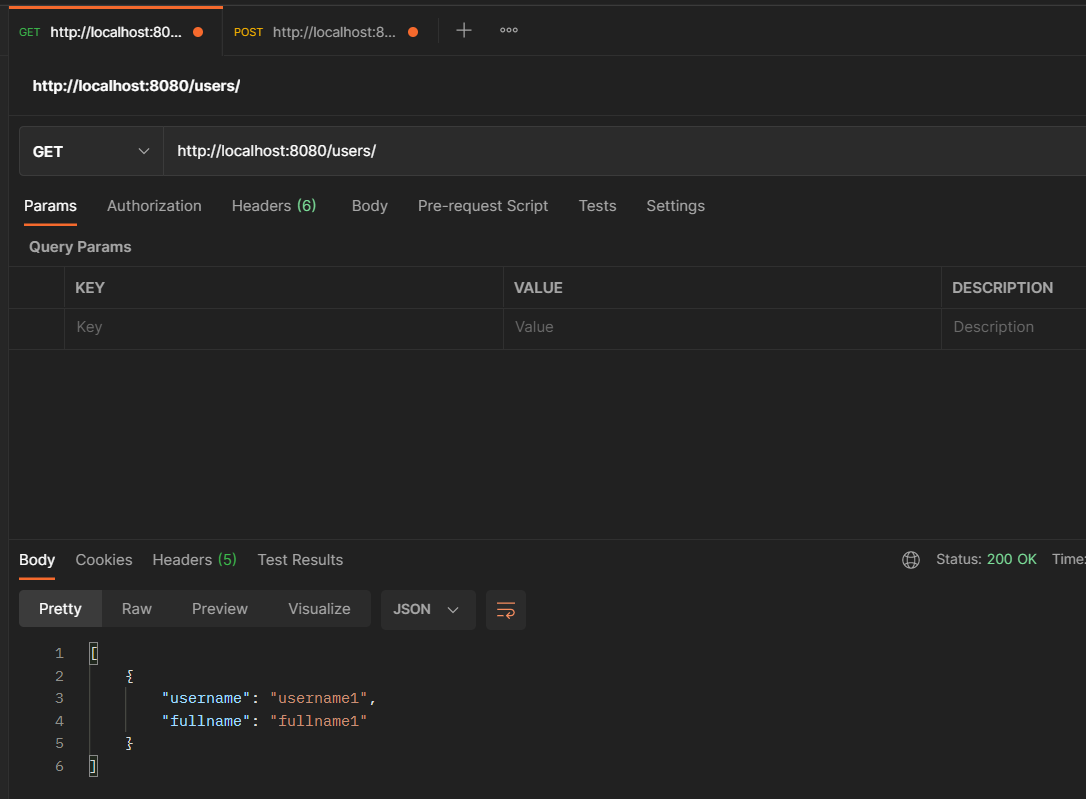 GET http://localhost:80... POST http://localhost:8...
http://localhost:8080/users/
GET http://localhost:8080/users/
Params Authorization Headers (6) Body Pre-request Script Tests Settings
Query Params
KEY VALUE DESCRIPTION
Key Value Description
Body Cookies Headers (5) Test Results Status: 200 OK Time:
Pretty Raw Preview Visualize JSON
1 [
2 {
3 "username": "username1",
4 "fullname": "fullname1"
5 }
6 ]